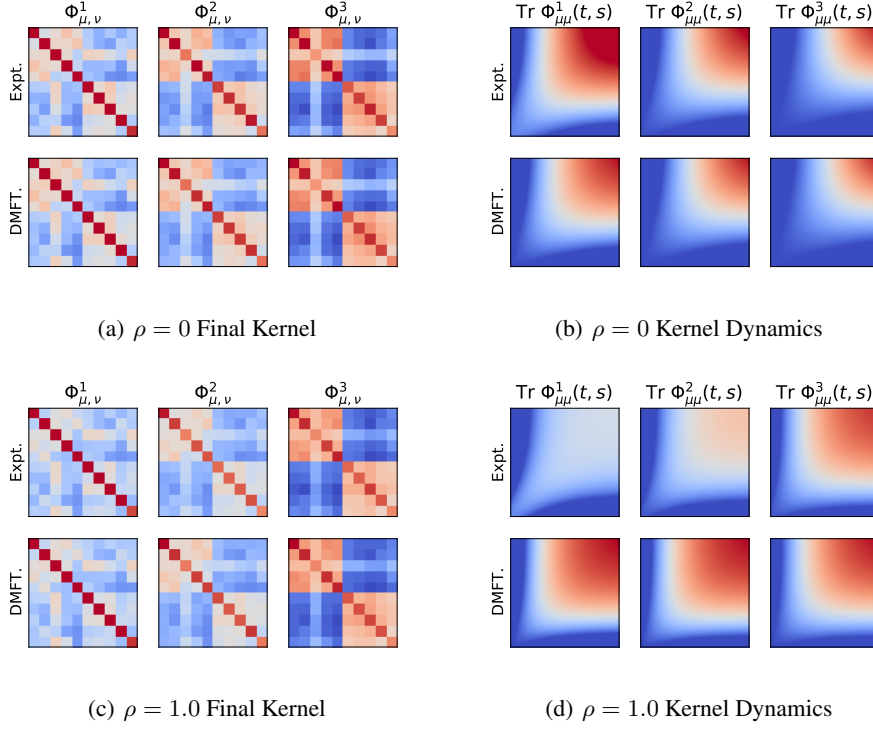 Φ¹μ, ν Φ²μ, ν Φ³μ, ν
Expt.
DMFT.
(a) ρ = 0 Final Kernel
Tr Φ¹μμ(t, s) Tr Φ²μμ(t, s) Tr Φ³μμ(t, s)
Expt.
DMFT.
(b) ρ = 0 Kernel Dynamics
Φ¹μ, ν Φ²μ, ν Φ³μ, ν
Expt.
DMFT.
(c) ρ = 1.0 Final Kernel
Tr Φ¹μμ(t, s) Tr Φ²μμ(t, s) Tr Φ³μμ(t, s)
Expt.
DMFT.
(d) ρ = 1.0 Kernel Dynamics